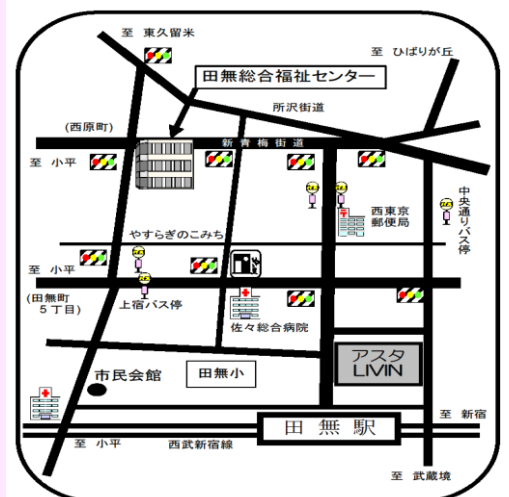 至 東久留米
至 ひばりが丘
田無総合福祉センター
所沢街道
(西原町)
新青梅街道
至 小平
西東京
郵便局
中央通りバス停
やすらぎのこみち
至 小平
(田無町
5丁目)
上宿バス停
佐々総合病院
アスタ
LIVIN
市民会館
田無小
至 新宿
田無駅
至 小平
西武新宿線
至 武蔵境